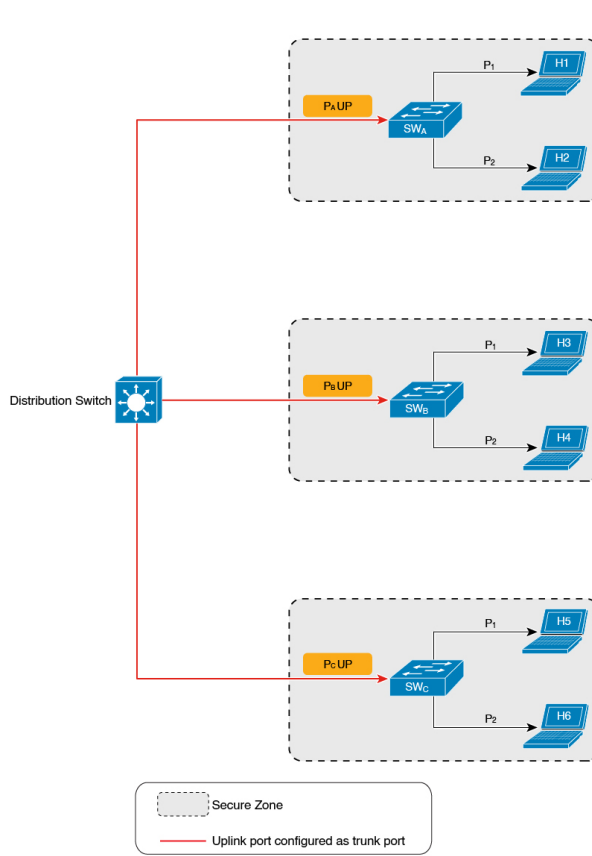 P1
H1
PA UP
SWA
P2
H2
P1
H3
PB UP
Distribution Switch
SWB
P2
H4
P1
H5
PC UP
SWC
P2
H6
Secure Zone
Uplink port configured as trunk port